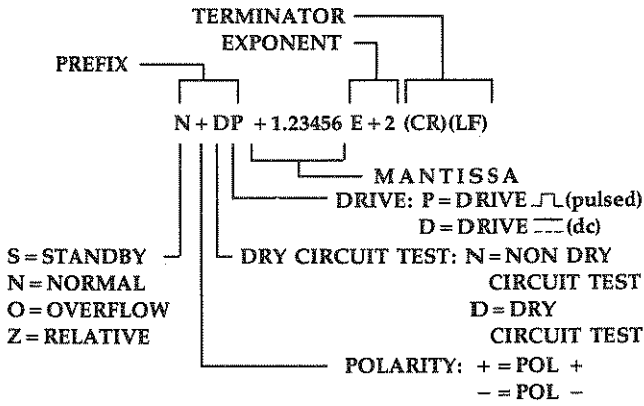 TERMINATOR
EXPONENT
PREFIX
N + DP +1.23456 E+2 (CR)(LF)
MANTISSA
DRIVE: P=DRIVE (pulsed)
D=DRIVE (dc)
S=STANDBY
N=NORMAL
O=OVERFLOW
Z=RELATIVE
DRY CIRCUIT TEST: N=NON DRY
CIRCUIT TEST
D=DRY
CIRCUIT TEST
POLARITY: + =POL +
− =POL −